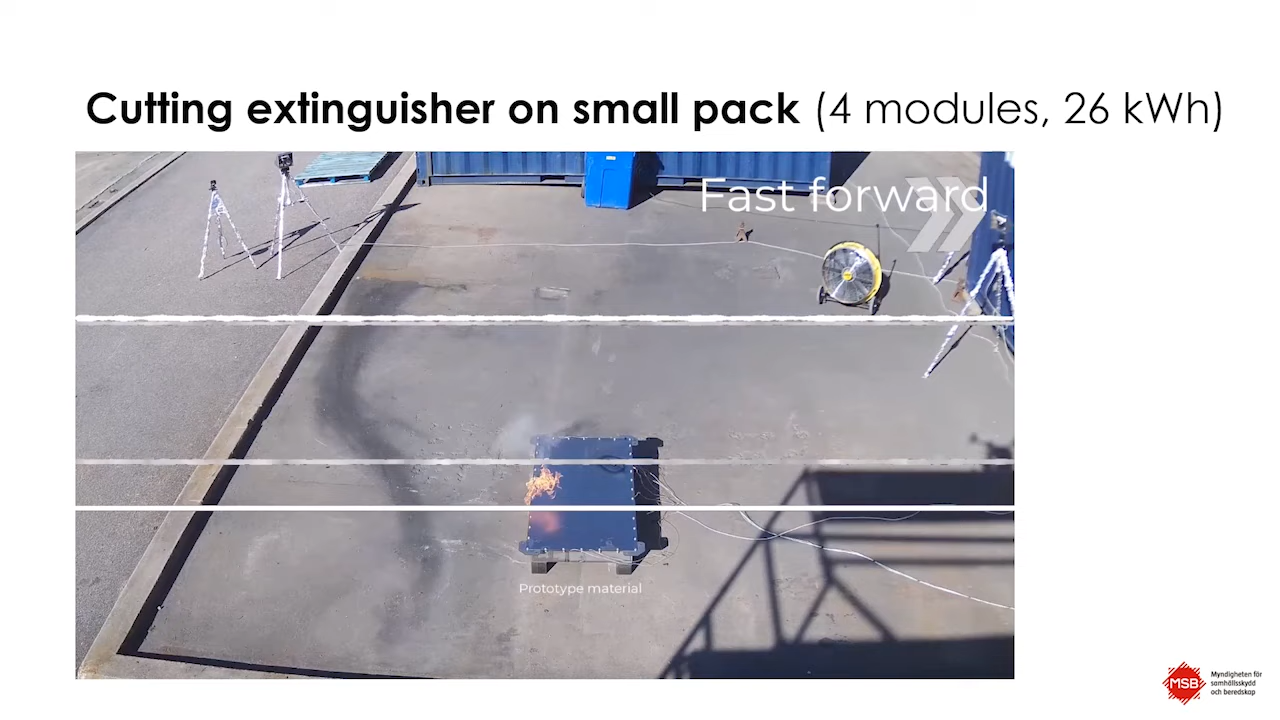 Cutting extinguisher on small pack (4 modules, 26 kWh)
Fast forward
Prototype material
MSB
Myndigheten för
samhällsskydd
och beredskap